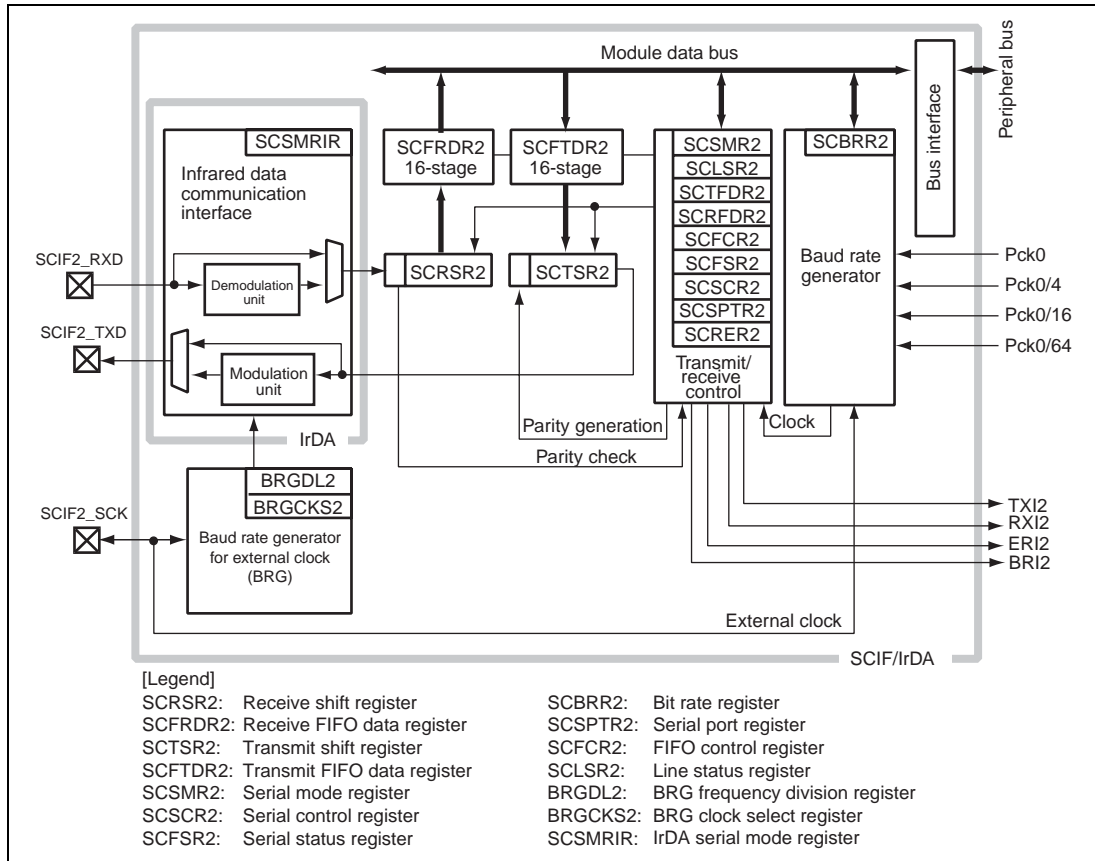 Module data bus
Bus interface
Peripheral bus
SCSMRIR
Infrared data
communication
interface
SCFRDR2
16-stage
SCFTDR2
16-stage
SCSMR2
SCLSR2
SCTFDR2
SCRFDR2
SCFCR2
SCFSR2
SCSCR2
SCSPTR2
SCRER2
Transmit/
receive
control
SCBRR2
Baud rate
generator
SCIF2_RXD
Demodulation
unit
SCRSR2
SCTSR2
Pck0
Pck0/4
Pck0/16
Pck0/64
SCIF2_TXD
Modulation
unit
IrDA
Parity generation
Parity check
Clock
BRGDL2
BRGCKS2
SCIF2_SCK
Baud rate generator
for external clock
(BRG)
TXI2
RXI2
ERI2
BRI2
External clock
SCIF/IrDA
[Legend]
SCRSR2: Receive shift register
SCFRDR2: Receive FIFO data register
SCTSR2: Transmit shift register
SCFTDR2: Transmit FIFO data register
SCSMR2: Serial mode register
SCSCR2: Serial control register
SCFSR2: Serial status register
SCBRR2: Bit rate register
SCSPTR2: Serial port register
SCFCR2: FIFO control register
SCLSR2: Line status register
BRGDL2: BRG frequency division register
BRGCKS2: BRG clock select register
SCSMRIR: IrDA serial mode register